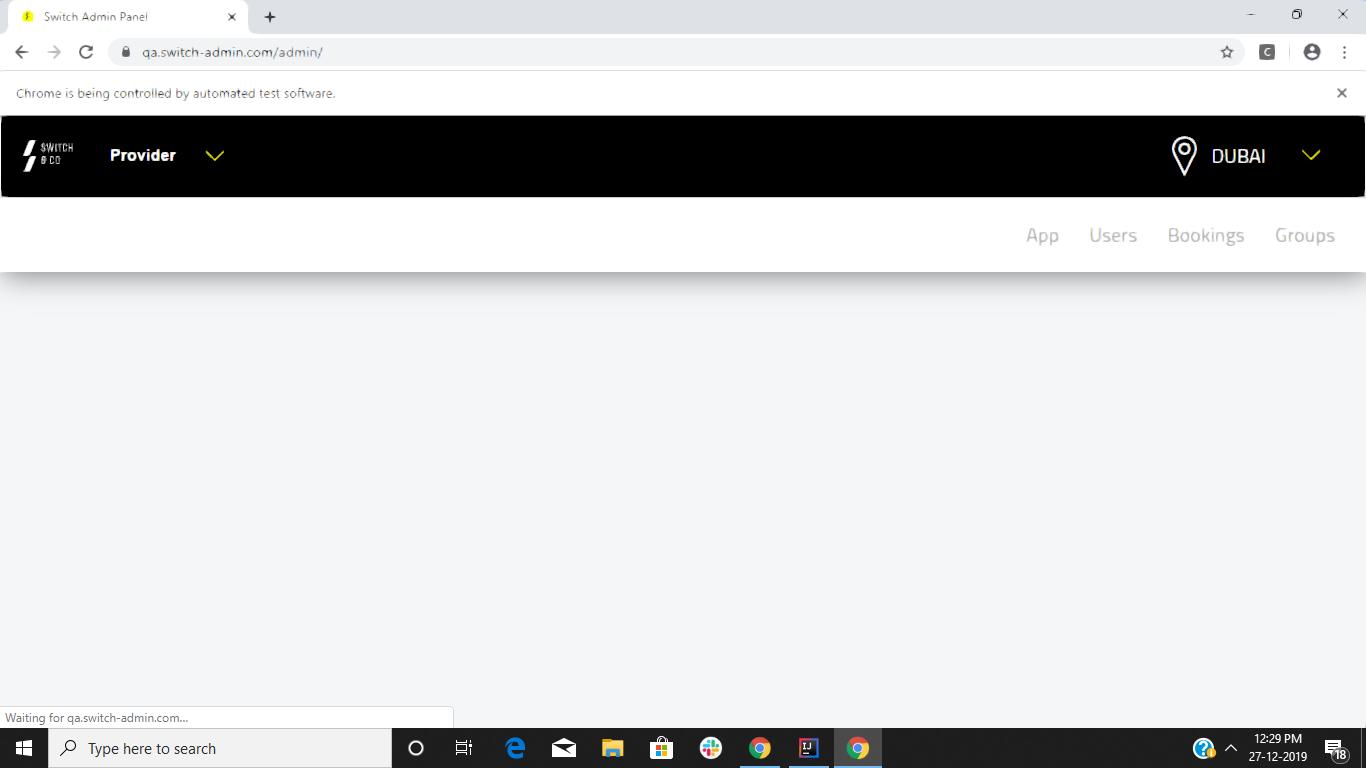 Switch Admin Panel
qa.switch-admin.com/admin/
C
Chrome is being controlled by automated test software.
SWITCH
& CO
Provider
DUBAI
App Users Bookings Groups
Waiting for qa.switch-admin.com...
Type here to search
IJ
12:29 PM
27-12-2019
18